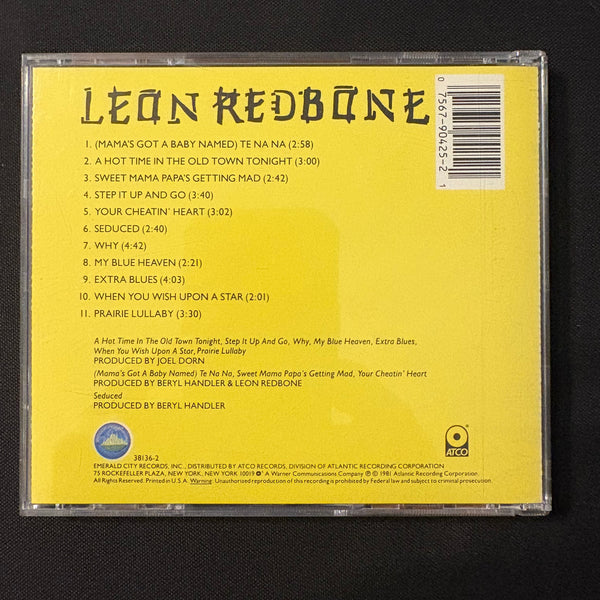 LEON REDBONE
0 7567-90425-2 1
1. (MAMA'S GOT A BABY NAMED) TE NA NA (2:58)
2. A HOT TIME IN THE OLD TOWN TONIGHT (3:00)
3. SWEET MAMA PAPA'S GETTING MAD (2:42)
4. STEP IT UP AND GO (3:40)
5. YOUR CHEATIN' HEART (3:02)
6. SEDUCED (2:40)
7. WHY (4:42)
8. MY BLUE HEAVEN (2:21)
9. EXTRA BLUES (4:03)
10. WHEN YOU WISH UPON A STAR (2:01)
11. PRAIRIE LULLABY (3:30)
A Hot Time In The Old Town Tonight, Step It Up And Go, Why, My Blue Heaven, Extra Blues,
When You Wish Upon A Star, Prairie Lullaby
PRODUCED BY JOEL DORN
(Mama's Got A Baby Named) Te Na Na, Sweet Mama Papa's Getting Mad, Your Cheatin' Heart
PRODUCED BY BERYL HANDLER & LEON REDBONE
Seduced
PRODUCED BY BERYL HANDLER
38136-2
ATCO
EMERALD CITY RECORDS, INC., DISTRIBUTED BY ATCO RECORDS, DIVISION OF ATLANTIC RECORDING CORPORATION
75 ROCKEFELLER PLAZA, NEW YORK, NEW YORK 10019 A Warner Communications Company ℗ © 1981 Atlantic Recording Corporation.
All Rights Reserved. Printed in U.S.A. Warning: Unauthorized reproduction of this recording is prohibited by Federal law and subject to criminal prosecution.